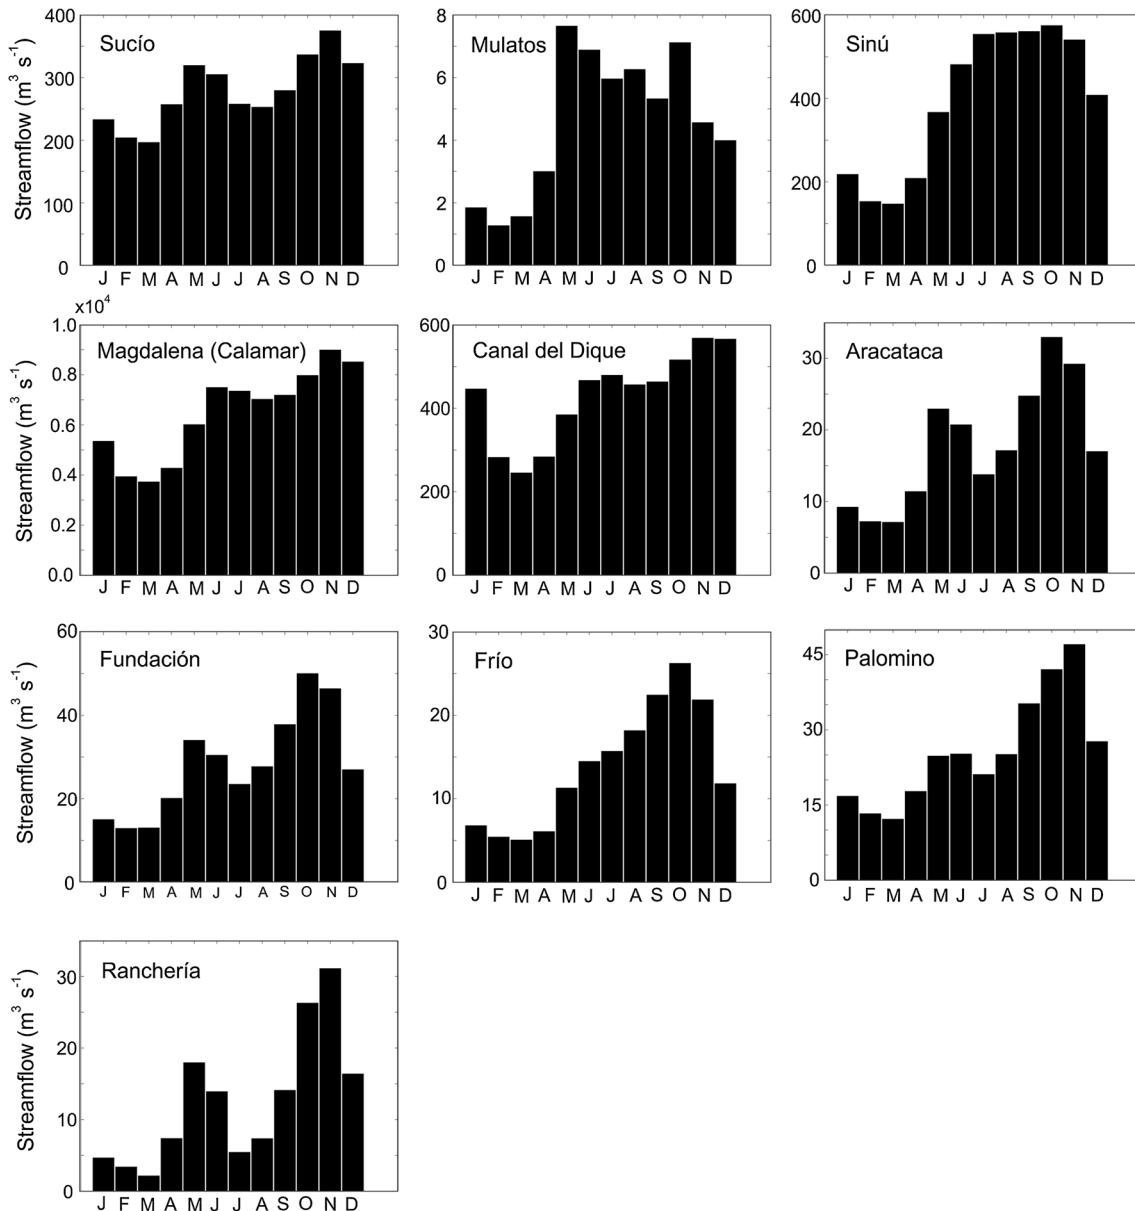 Sucío
Streamflow (m³ s⁻¹)
400
300
200
100
0
J F M A M J J A S O N D
Mulatos
8
6
4
2
0
J F M A M J J A S O N D
Sinú
600
400
200
0
J F M A M J J A S O N D
x10⁴
Magdalena (Calamar)
Streamflow (m³ s⁻¹)
1.0
0.8
0.6
0.4
0.2
0.0
J F M A M J J A S O N D
Canal del Dique
600
400
200
0
J F M A M J J A S O N D
Aracataca
30
20
10
0
J F M A M J J A S O N D
Fundación
Streamflow (m³ s⁻¹)
60
40
20
0
J F M A M J J A S O N D
Frío
30
20
10
0
J F M A M J J A S O N D
Palomino
45
30
15
0
J F M A M J J A S O N D
Ranchería
Streamflow (m³ s⁻¹)
30
20
10
0
J F M A M J J A S O N D